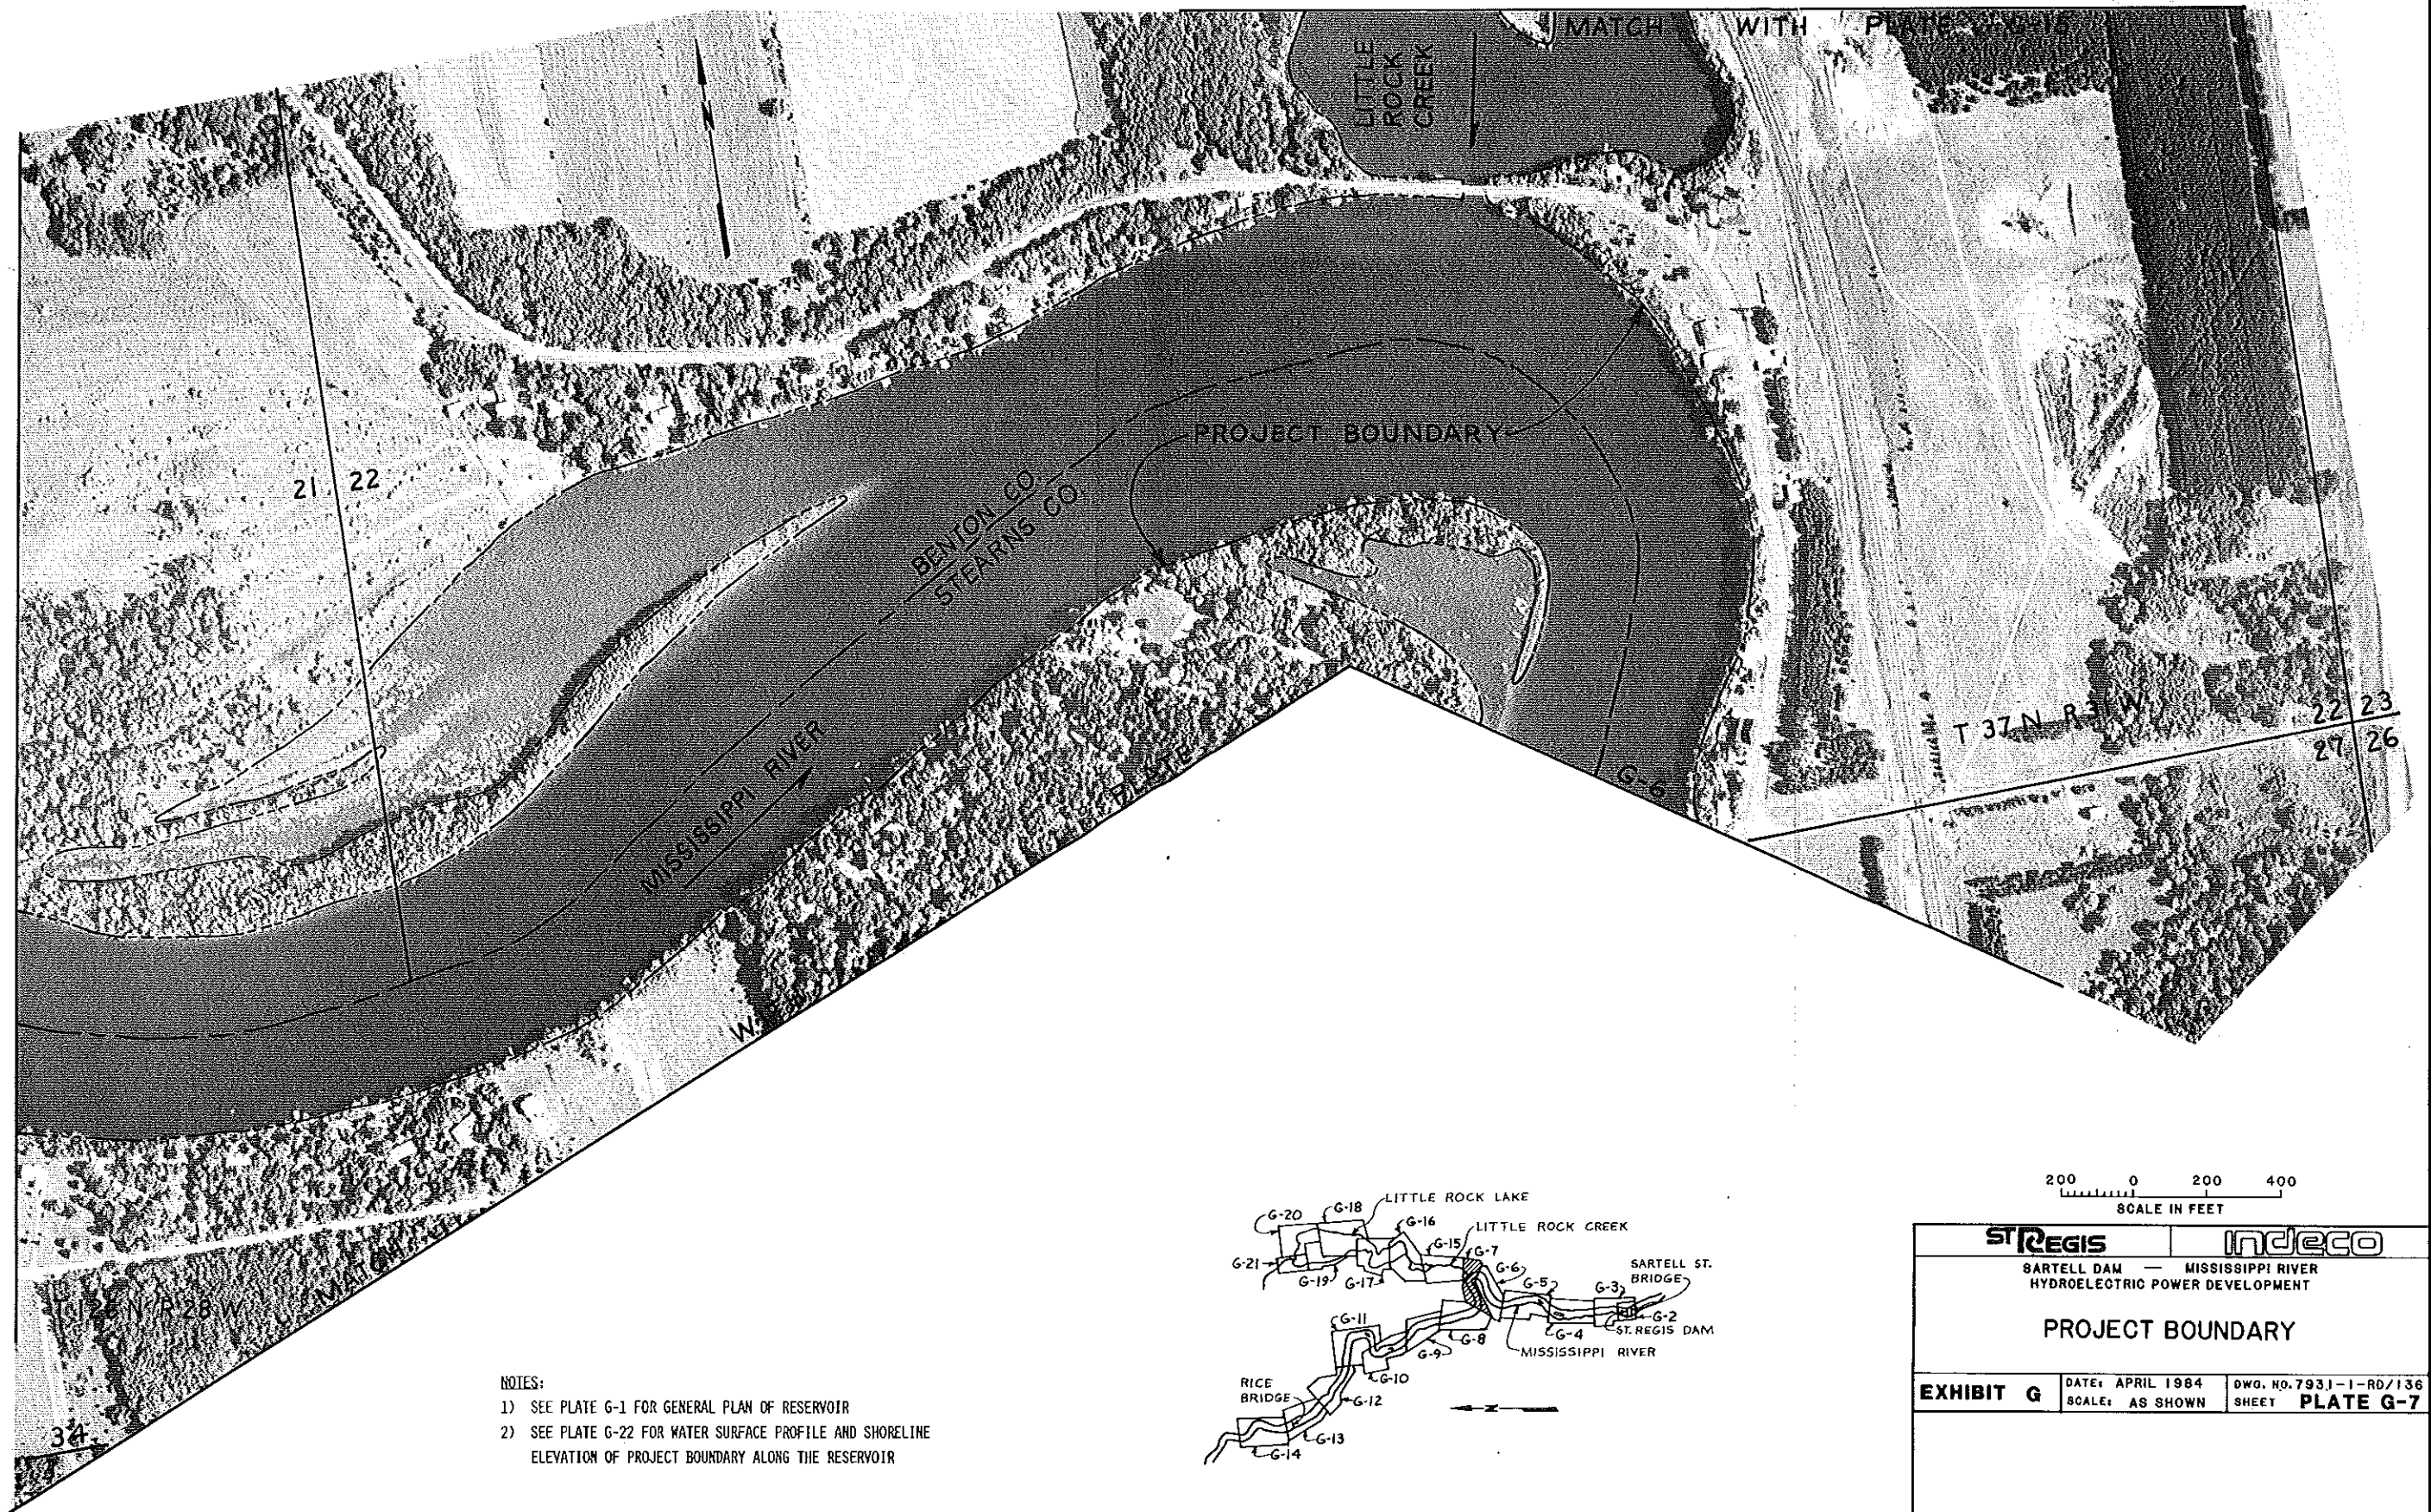 MATCH WITH PLATE G-15
LITTLE
ROCK
CREEK
N
PROJECT BOUNDARY
21 22
BENTON CO.
STEARNS CO.
MISSISSIPPI RIVER
T 37 N R 31 W
22 23
27 26
MATCH WITH PLATE G-6
T 126 N R 28 W
34
NOTES:
1) SEE PLATE G-1 FOR GENERAL PLAN OF RESERVOIR
2) SEE PLATE G-22 FOR WATER SURFACE PROFILE AND SHORELINE
ELEVATION OF PROJECT BOUNDARY ALONG THE RESERVOIR
LITTLE ROCK LAKE
G-20
G-18
G-16
LITTLE ROCK CREEK
G-15
G-7
G-21
G-19
G-17
G-6
G-5
G-3
SARTELL ST.
BRIDGE
G-2
ST. REGIS DAM
G-4
MISSISSIPPI RIVER
G-11
G-9
G-8
G-10
RICE
BRIDGE
G-12
G-13
G-14
N
200 0 200 400
SCALE IN FEET
ST REGIS
indeco
SARTELL DAM — MISSISSIPPI RIVER
HYDROELECTRIC POWER DEVELOPMENT
PROJECT BOUNDARY
EXHIBIT G
DATE: APRIL 1984
SCALE: AS SHOWN
DWG. NO. 7931-1-RD/136
SHEET PLATE G-7